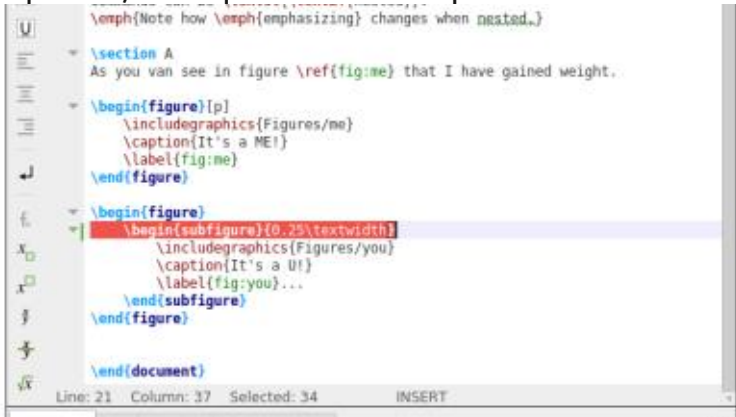 \emph{Note how \emph{emphasizing} changes when nested.}
\section A
As you van see in figure \ref{fig:me} that I have gained weight.
\begin{figure}[p]
\includegraphics{Figures/me}
\caption{It's a ME!}
\label{fig:me}
\end{figure}
\begin{figure}
\begin{subfigure}{0.25\textwidth}
\includegraphics{Figures/you}
\caption{It's a U!}
\label{fig:you}...
\end{subfigure}
\end{figure}
\end{document}
Line: 21 Column: 37 Selected: 34 INSERT